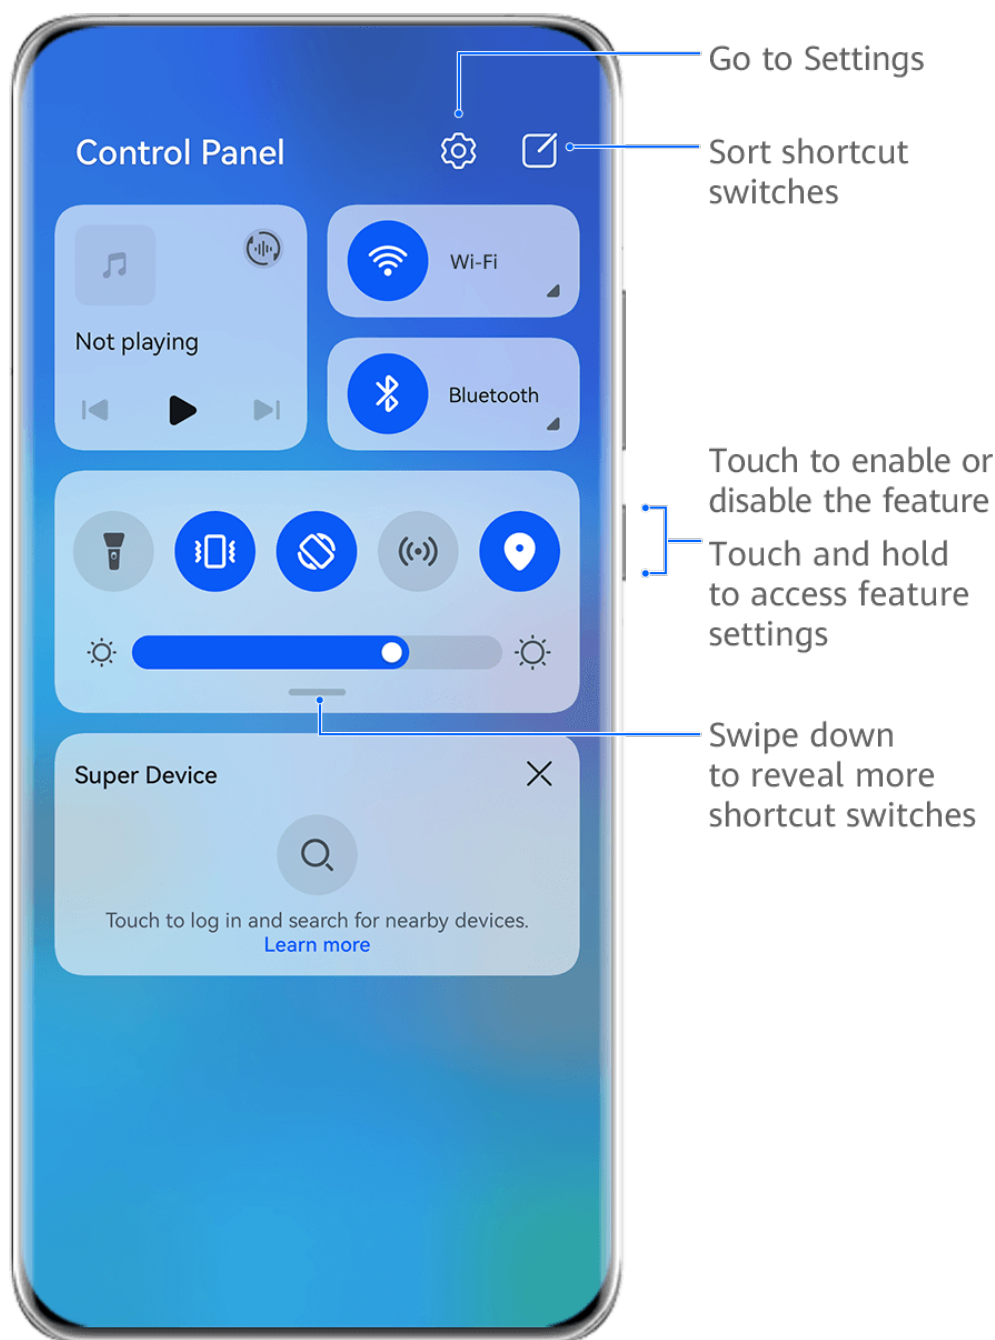 Go to Settings
Control Panel
Sort shortcut
switches
Wi-Fi
Not playing
Bluetooth
Touch to enable or
disable the feature
Touch and hold
to access feature
settings
Swipe down
to reveal more
shortcut switches
Super Device
Touch to log in and search for nearby devices.
Learn more